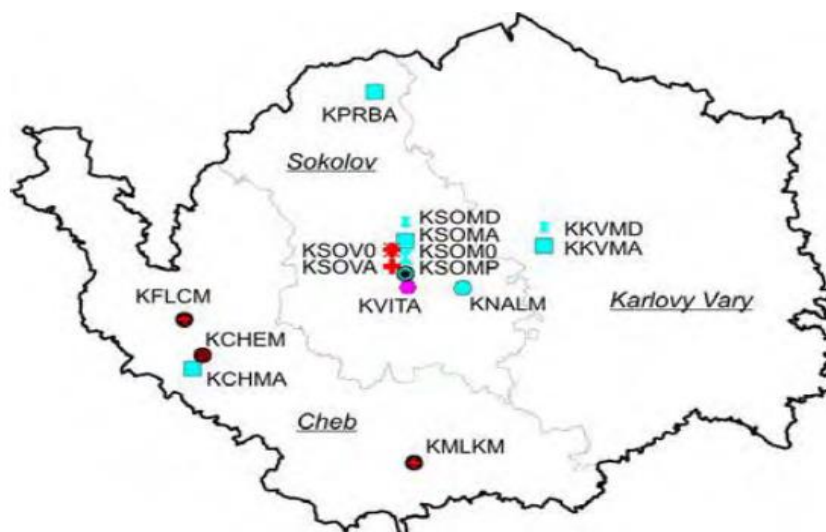 KPRBA
Sokolov
KSOMD
KSOMA
KSOV0 KSOM0
KSOVA KSOMP
KKVMD
KKVMA
KVITA KNALM
Karlovy Vary
KFLCM
KCHEM
KCHMA
Cheb
KMLKM